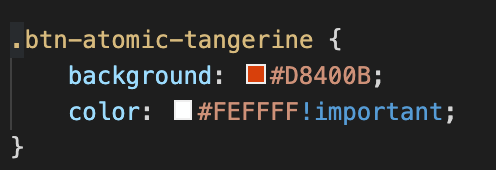 .btn-atomic-tangerine {
    background: #D8400B;
    color: #FEFFFF!important;
}